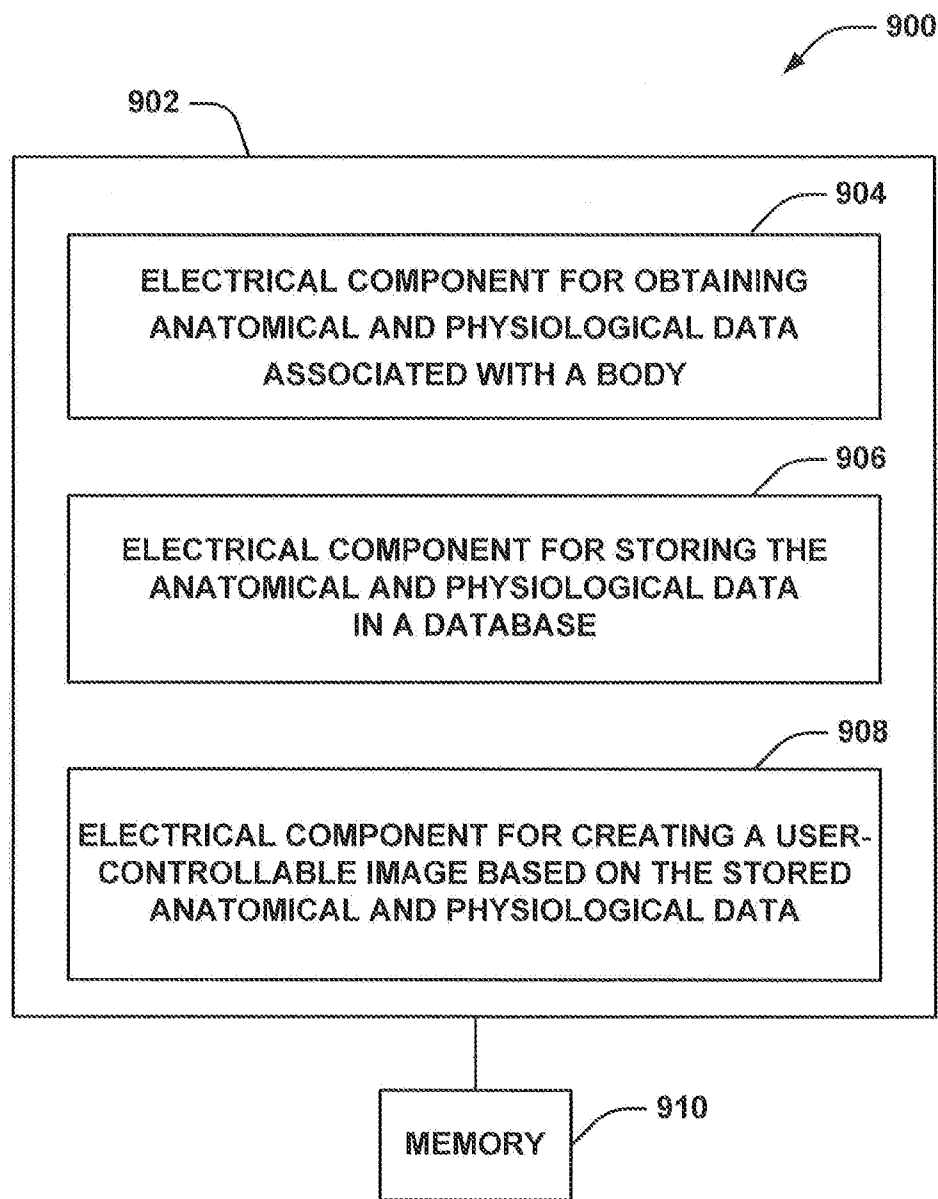 900
902
904
ELECTRICAL COMPONENT FOR OBTAINING
ANATOMICAL AND PHYSIOLOGICAL DATA
ASSOCIATED WITH A BODY
906
ELECTRICAL COMPONENT FOR STORING THE
ANATOMICAL AND PHYSIOLOGICAL DATA
IN A DATABASE
908
ELECTRICAL COMPONENT FOR CREATING A USER-
CONTROLLABLE IMAGE BASED ON THE STORED
ANATOMICAL AND PHYSIOLOGICAL DATA
910
MEMORY